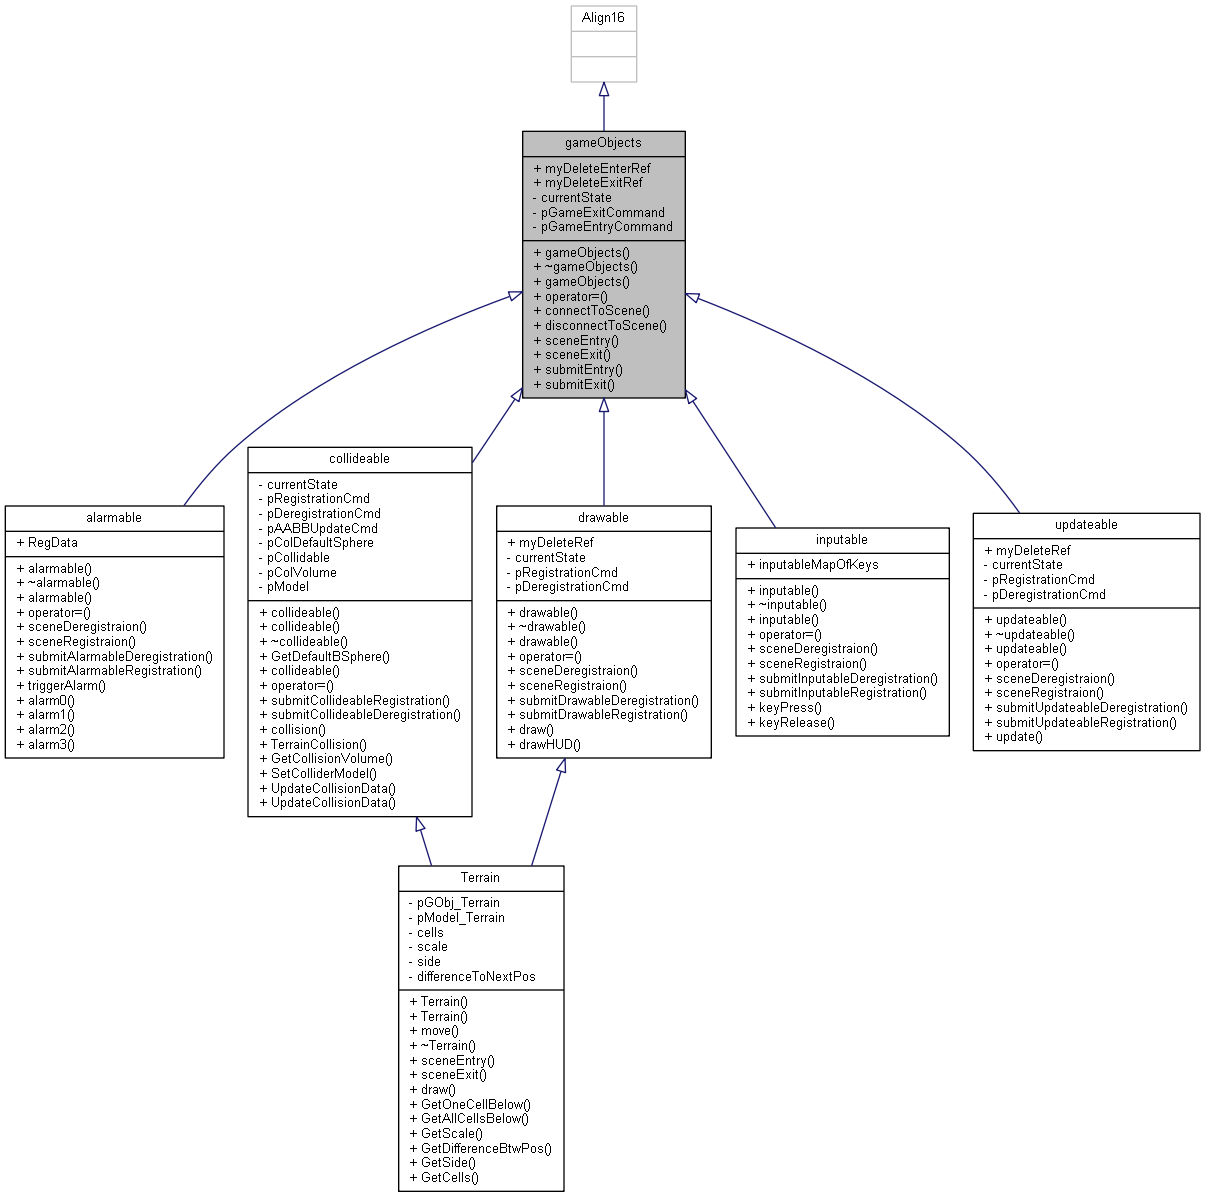 Align16
gameObjects
+ myDeleteEnterRef
+ myDeleteExitRef
- currentState
- pGameExitCommand
- pGameEntryCommand
+ gameObjects()
+ ~gameObjects()
+ gameObjects()
+ operator=()
+ connectToScene()
+ disconnectToScene()
+ sceneEntry()
+ sceneExit()
+ submitEntry()
+ submitExit()
alarmable
+ RegData
+ alarmable()
+ ~alarmable()
+ alarmable()
+ operator=()
+ sceneDeregistraion()
+ sceneRegistraion()
+ submitAlarmableDeregistration()
+ submitAlarmableRegistration()
+ triggerAlarm()
+ alarm0()
+ alarm1()
+ alarm2()
+ alarm3()
collideable
- currentState
- pRegistrationCmd
- pDeregistrationCmd
- pAABBUpdateCmd
- pColDefaultSphere
- pCollidable
- pColVolume
- pModel
+ collideable()
+ collideable()
+ ~collideable()
+ GetDefaultBSphere()
+ collideable()
+ operator=()
+ submitCollideableRegistration()
+ submitCollideableDeregistration()
+ collision()
+ TerrainCollision()
+ GetCollisionVolume()
+ SetColliderModel()
+ UpdateCollisionData()
+ UpdateCollisionData()
drawable
+ myDeleteRef
- currentState
- pRegistrationCmd
- pDeregistrationCmd
+ drawable()
+ ~drawable()
+ drawable()
+ operator=()
+ sceneDeregistraion()
+ sceneRegistraion()
+ submitDrawableDeregistration()
+ submitDrawableRegistration()
+ draw()
+ drawHUD()
inputable
+ inputableMapOfKeys
+ inputable()
+ ~inputable()
+ inputable()
+ operator=()
+ sceneDeregistraion()
+ sceneRegistraion()
+ submitInputableDeregistration()
+ submitInputableRegistration()
+ keyPress()
+ keyRelease()
updateable
+ myDeleteRef
- currentState
- pRegistrationCmd
- pDeregistrationCmd
+ updateable()
+ ~updateable()
+ updateable()
+ operator=()
+ sceneDeregistraion()
+ sceneRegistraion()
+ submitUpdateableDeregistration()
+ submitUpdateableRegistration()
+ update()
Terrain
- pGObj_Terrain
- pModel_Terrain
- cells
- scale
- side
- differenceToNextPos
+ Terrain()
+ Terrain()
+ move()
+ ~Terrain()
+ sceneEntry()
+ sceneExit()
+ draw()
+ GetOneCellBelow()
+ GetAllCellsBelow()
+ GetScale()
+ GetDifferenceBtwPos()
+ GetSide()
+ GetCells()